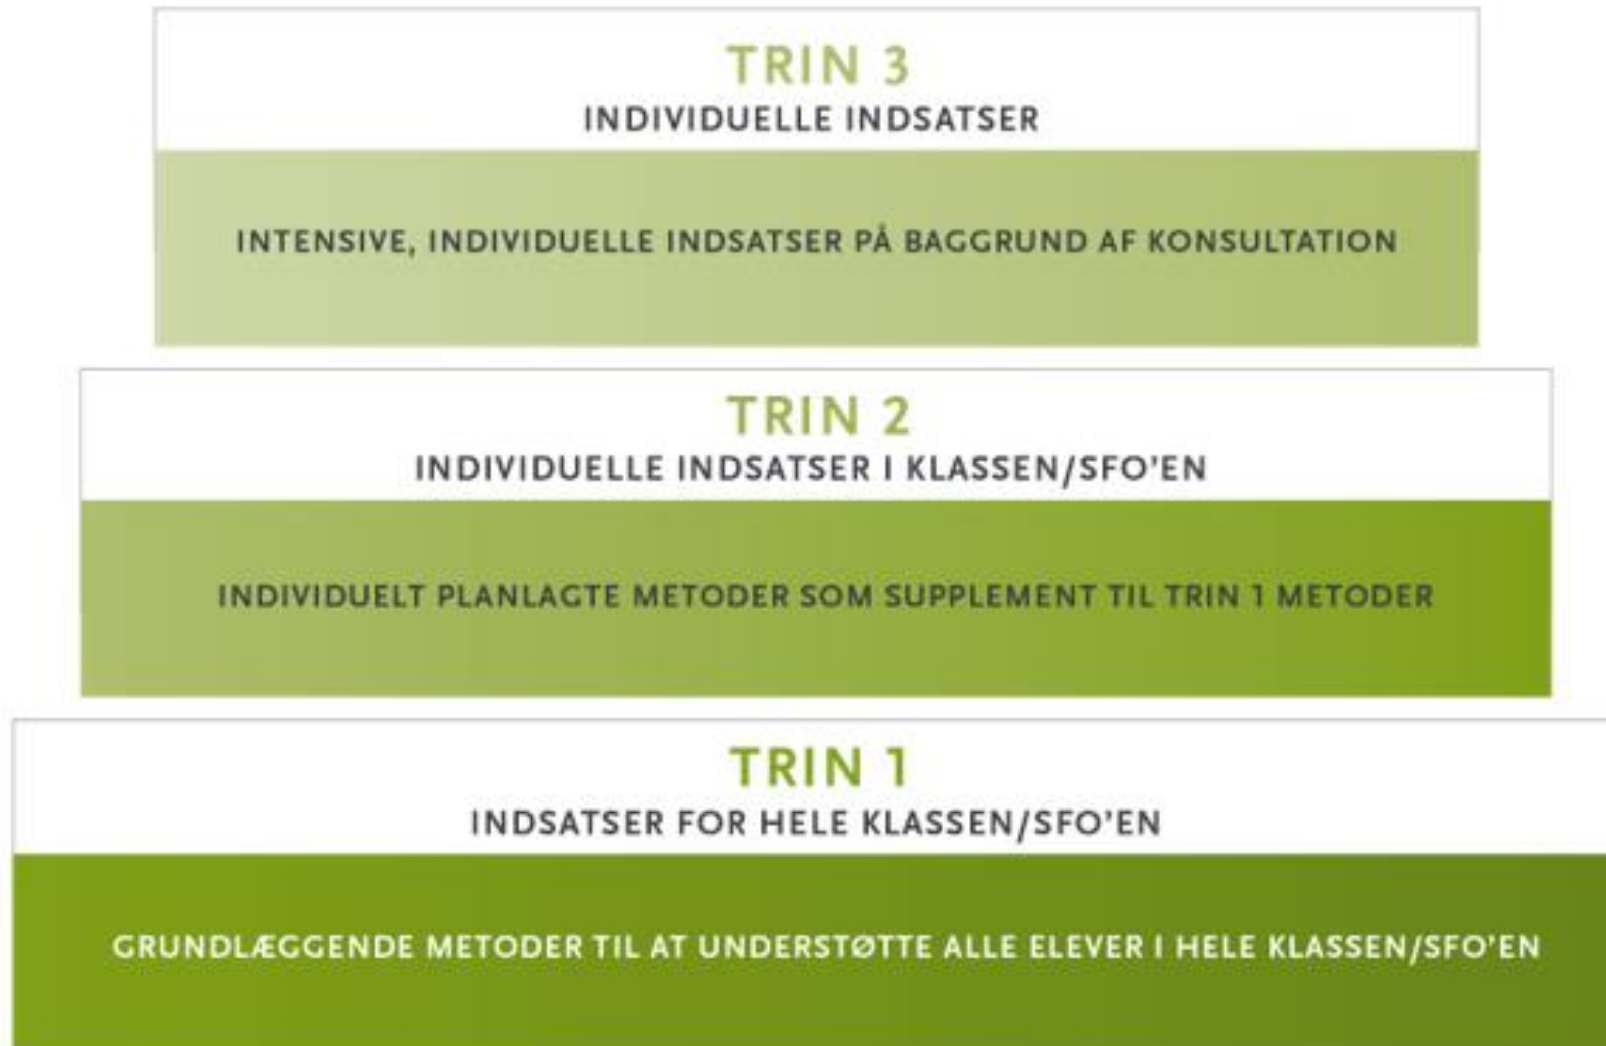 TRIN 3
INDIVIDUELLE INDSATSER
INTENSIVE, INDIVIDUELLE INDSATSER PÅ BAGGRUND AF KONSULTATION
TRIN 2
INDIVIDUELLE INDSATSER I KLASSEN/SFO'EN
INDIVIDUELT PLANLAGTE METODER SOM SUPPLEMENT TIL TRIN 1 METODER
TRIN 1
INDSATSER FOR HELE KLASSEN/SFO'EN
GRUNDLÆGGENDE METODER TIL AT UNDERSTØTTE ALLE ELEVER I HELE KLASSEN/SFO'EN